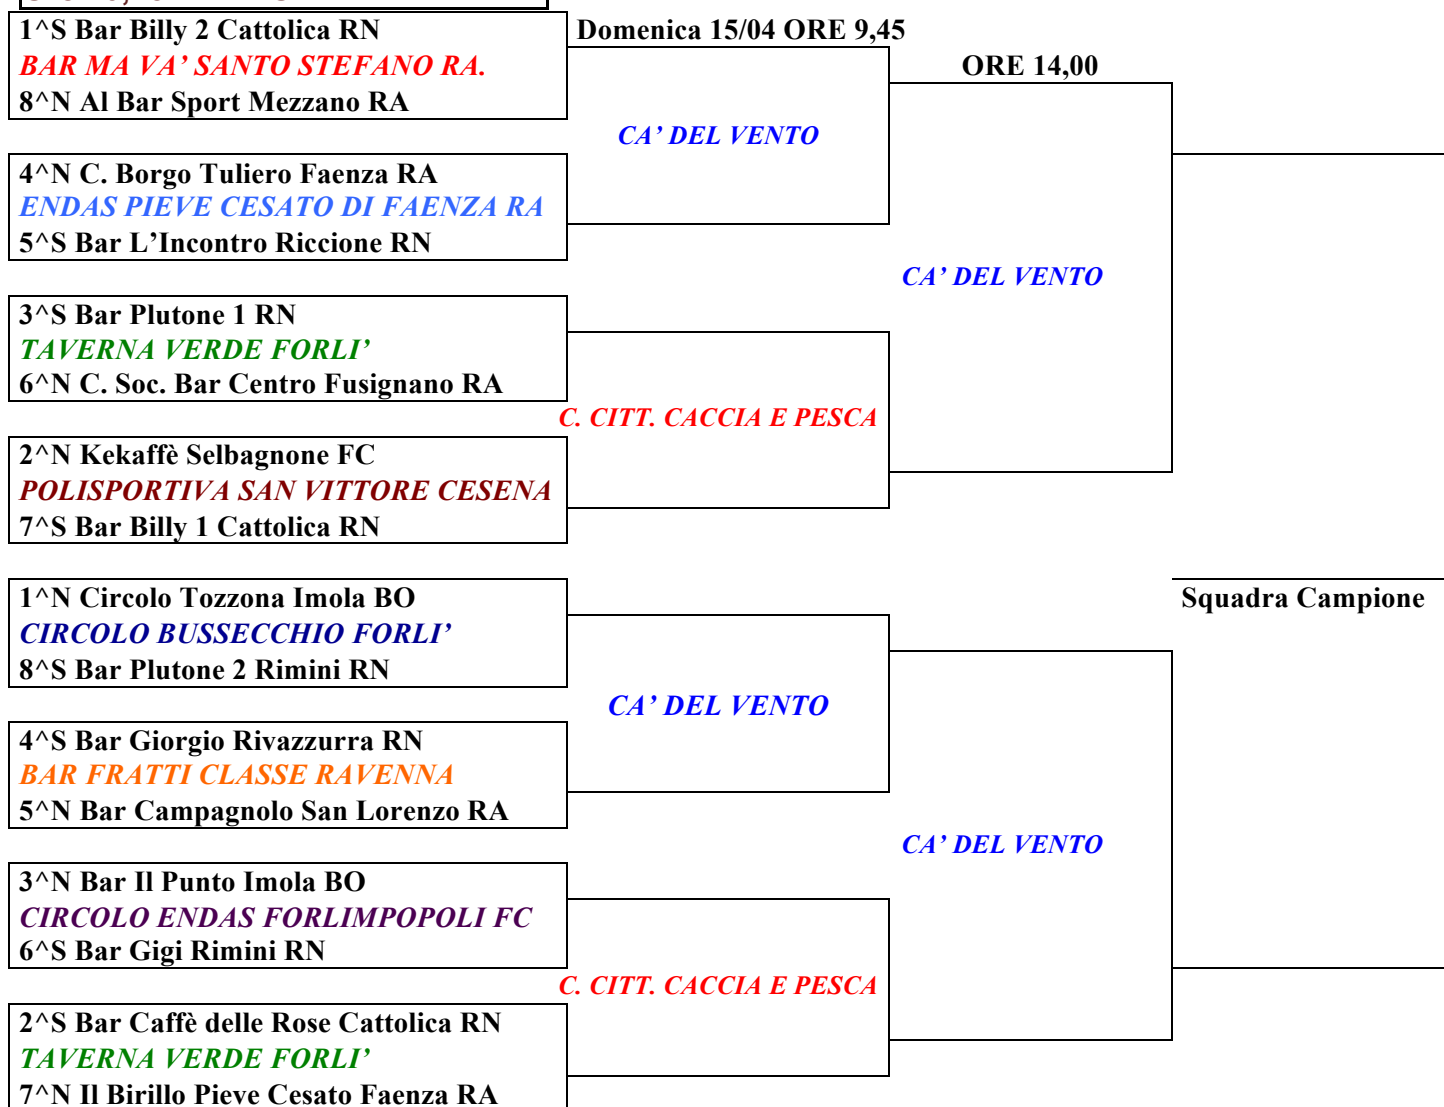 1^S Bar Billy 2 Cattolica RN
Domenica 15/04 ORE 9,45
BAR MA VA’ SANTO STEFANO RA.
ORE 14,00
8^N Al Bar Sport Mezzano RA
CA’ DEL VENTO
4^N C. Borgo Tuliero Faenza RA
ENDAS PIEVE CESATO DI FAENZA RA
5^S Bar L’Incontro Riccione RN
CA’ DEL VENTO
3^S Bar Plutone 1 RN
TAVERNA VERDE FORLI’
6^N C. Soc. Bar Centro Fusignano RA
C. CITT. CACCIA E PESCA
2^N Kekaffè Selbagnone FC
POLISPORTIVA SAN VITTORE CESENA
7^S Bar Billy 1 Cattolica RN
1^N Circolo Tozzona Imola BO
Squadra Campione
CIRCOLO BUSSECCHIO FORLI’
8^S Bar Plutone 2 Rimini RN
CA’ DEL VENTO
4^S Bar Giorgio Rivazzurra RN
BAR FRATTI CLASSE RAVENNA
5^N Bar Campagnolo San Lorenzo RA
CA’ DEL VENTO
3^N Bar Il Punto Imola BO
CIRCOLO ENDAS FORLIMPOPOLI FC
6^S Bar Gigi Rimini RN
C. CITT. CACCIA E PESCA
2^S Bar Caffè delle Rose Cattolica RN
TAVERNA VERDE FORLI’
7^N Il Birillo Pieve Cesato Faenza RA